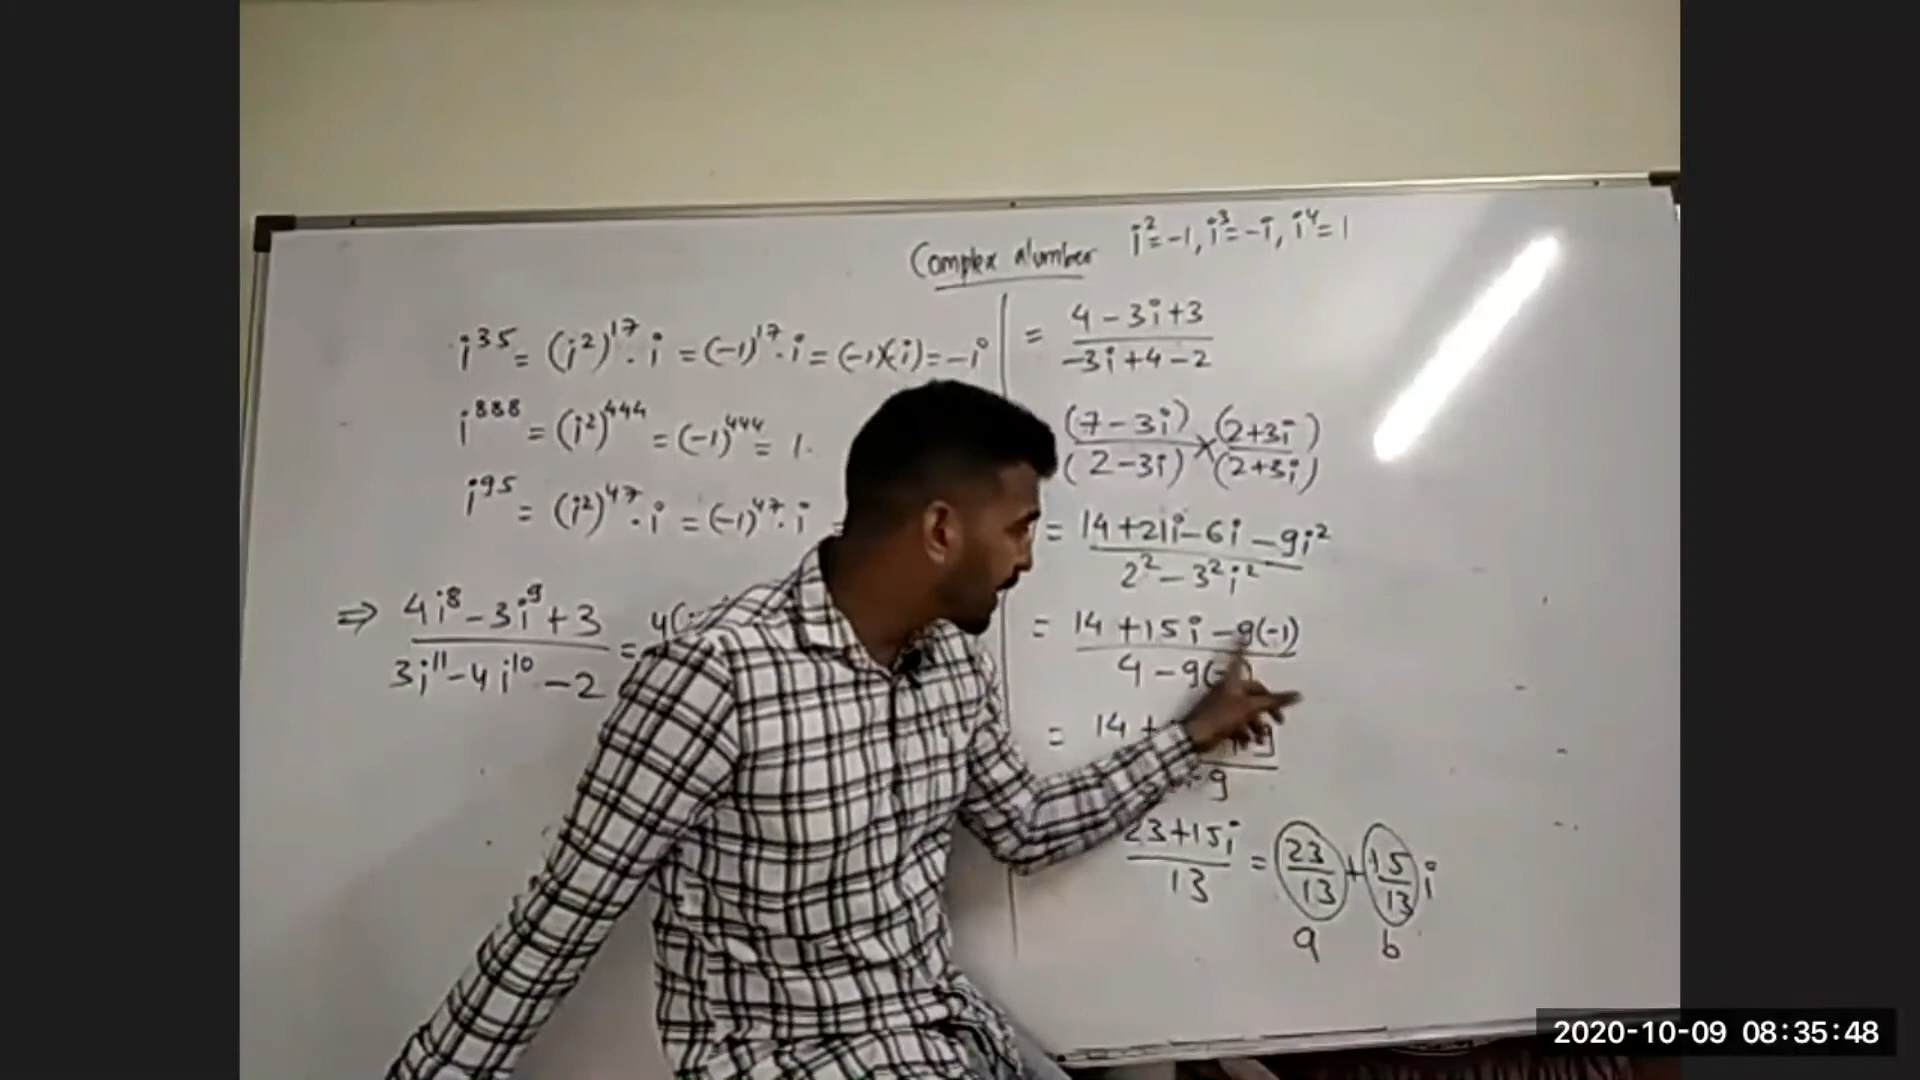 Complex Number i²=-1, i³=-i, i⁴=1
i³⁵ = (i²)¹⁷ · i = (-1)¹⁷ · i = (-1)(i) = -i
i⁸⁸⁸ = (i²)⁴⁴⁴ = (-1)⁴⁴⁴ = 1.
i⁹⁵ = (i²)⁴⁷ · i = (-1)⁴⁷ · i =
⇒ 4i⁸ - 3i⁹ + 3 = 4(
3i¹¹ - 4i¹⁰ - 2
= 4 - 3i + 3
-3i + 4 - 2
(7 - 3i) × (2+3i)
(2 - 3i) (2+3i)
= 14 + 21i - 6i - 9i²
2² - 3²i²
= 14 + 15i - 9(-1)
4 - 9(-
= 14 +
9
23 + 15i = 23 + 15 i
13 13 13
a b
2020-10-09 08:35:48